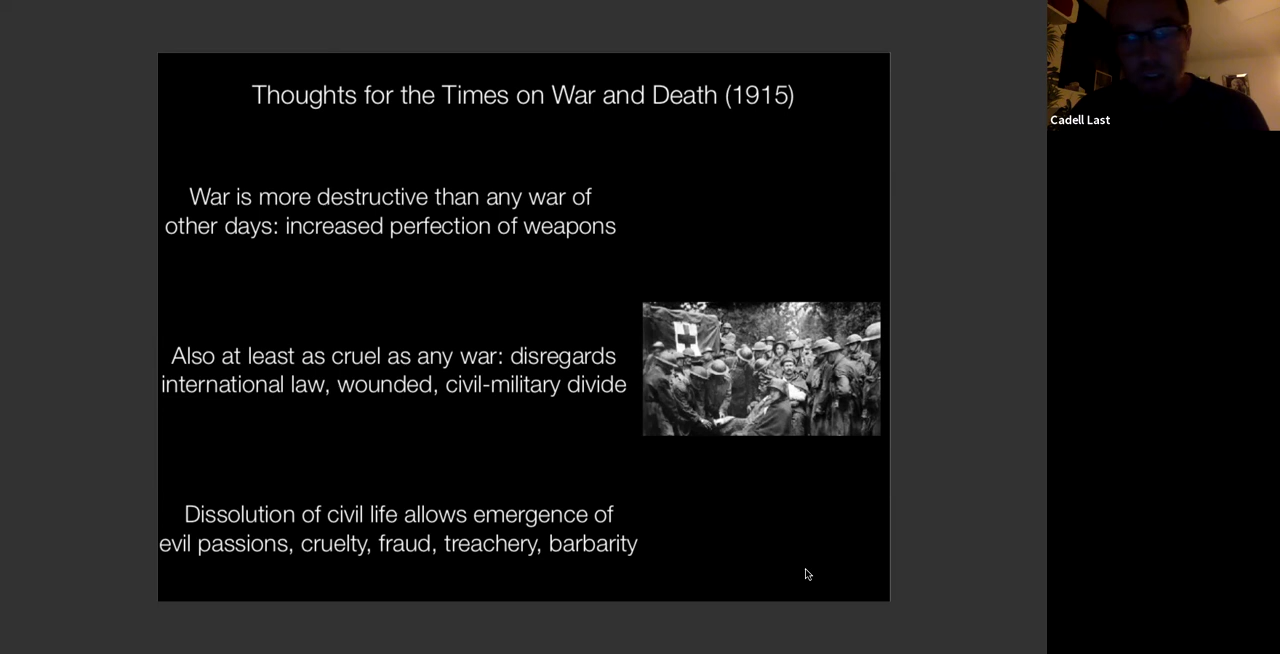 Thoughts for the Times on War and Death (1915)
War is more destructive than any war of
other days: increased perfection of weapons
Also at least as cruel as any war: disregards
international law, wounded, civil-military divide
Dissolution of civil life allows emergence of
evil passions, cruelty, fraud, treachery, barbarity
Cadell Last